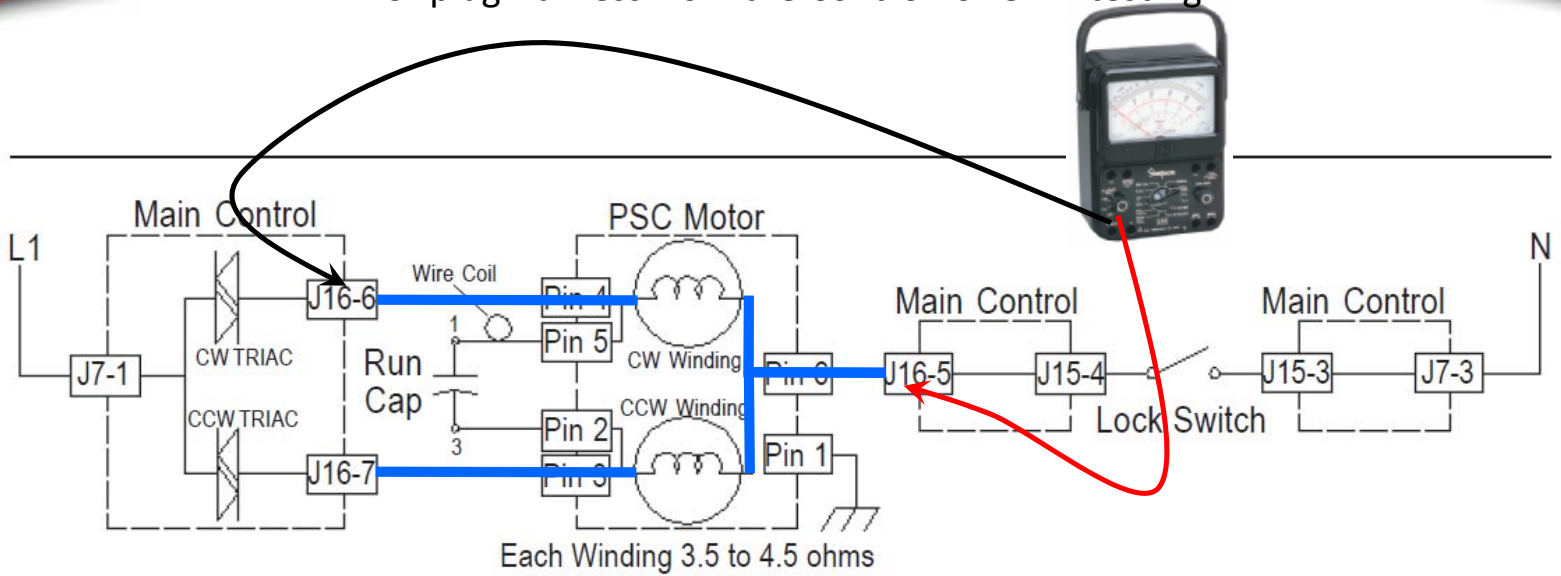 Main Control
PSC Motor
L1
N
Wire Coil
J16-6
Pin 4
Main Control
Main Control
1
Pin 5
CW TRIAC
Run
Cap
CW Winding
J7-1
J16-5
J15-4
J15-3
J7-3
CCW TRIAC
CCW Winding
Lock Switch
Pin 2
3
Pin 1
J16-7
Pin 3
Simpson
Each Winding 3.5 to 4.5 ohms